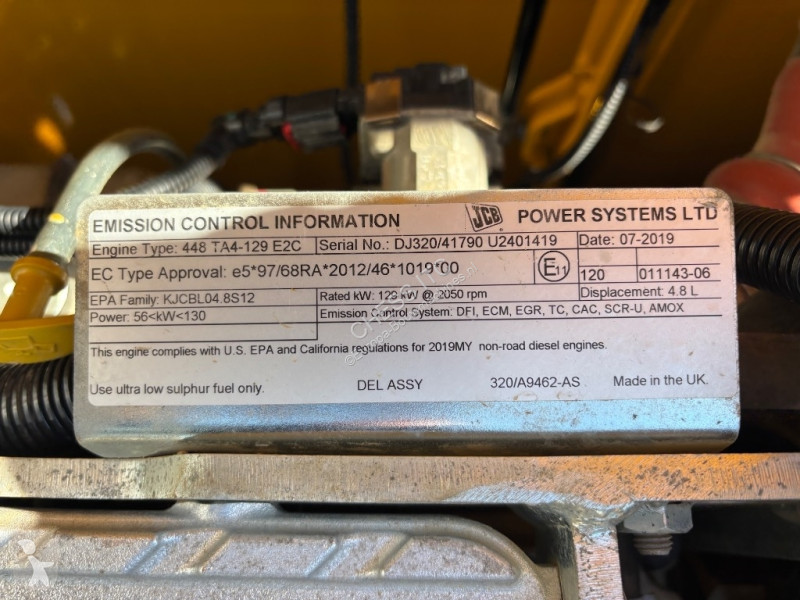 EMISSION CONTROL INFORMATION JCB POWER SYSTEMS LTD
Engine Type: 448 TA4-129 E2C Serial No.: DJ320/41790 U2401419 Date: 07-2019
EC Type Approval: e5*97/68RA*2012/46*1019*00 E11 120 011143-06
EPA Family: KJCBL04.8S12 Rated kW: 129 kW @ 2050 rpm Displacement: 4.8 L
Power: 56<kW<130 Emission Control System: DFI, ECM, EGR, TC, CAC, SCR-U, AMOX
This engine complies with U.S. EPA and California regulations for 2019MY non-road diesel engines.
Use ultra low sulphur fuel only. DEL ASSY 320/A9462-AS Made in the UK.